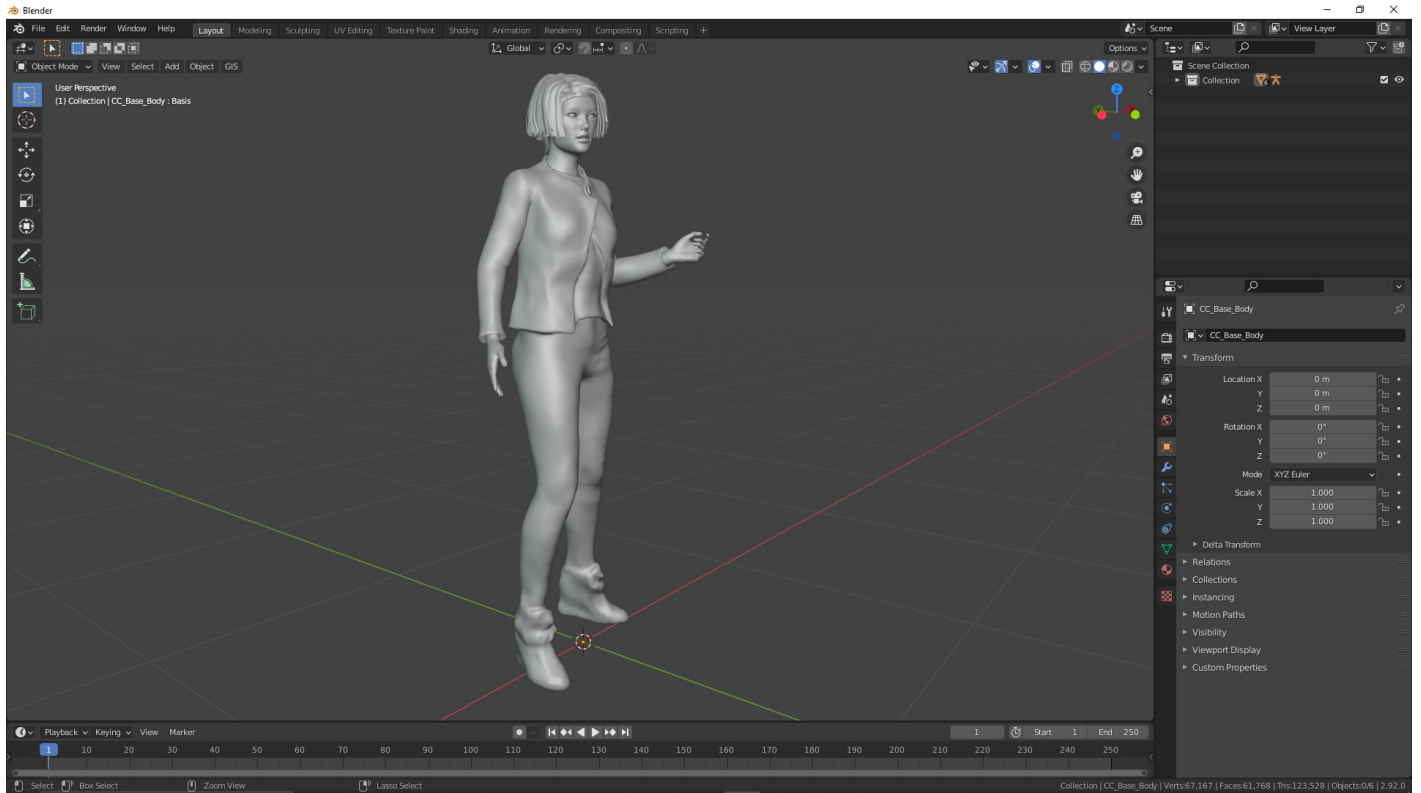 Blender
File Edit Render Window Help Layout Modeling Sculpting UV Editing Texture Paint Shading Animation Rendering Compositing Scripting + Scene View Layer
Global Options
Object Mode View Select Add Object GIS
User Perspective
(1) Collection | CC_Base_Body : Basis
Z
Scene Collection
Collection
CC_Base_Body
CC_Base_Body
Transform
Location X 0 m
Y 0 m
Z 0 m
Rotation X 0°
Y 0°
Z 0°
Mode XYZ Euler
Scale X 1.000
Y 1.000
Z 1.000
Delta Transform
Relations
Collections
Instancing
Motion Paths
Visibility
Viewport Display
Custom Properties
Playback Keying View Marker 1 Start 1 End 250
1 10 20 30 40 50 60 70 80 90 100 110 120 130 140 150 160 170 180 190 200 210 220 230 240 250
Select Box Select Zoom View Lasso Select Collection | CC_Base_Body | Verts:67,167 | Faces:61,768 | Tris:123,528 | Objects:0/6 | 2.92.0